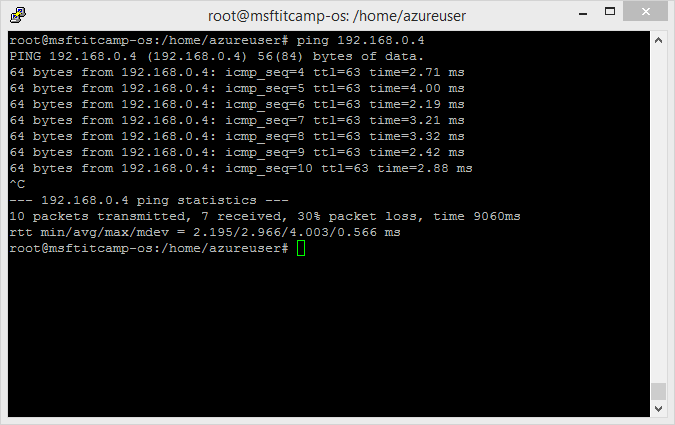 root@msftitcamp-os: /home/azureuser
root@msftitcamp-os:/home/azureuser# ping 192.168.0.4
PING 192.168.0.4 (192.168.0.4) 56(84) bytes of data.
64 bytes from 192.168.0.4: icmp_seq=4 ttl=63 time=2.71 ms
64 bytes from 192.168.0.4: icmp_seq=5 ttl=63 time=4.00 ms
64 bytes from 192.168.0.4: icmp_seq=6 ttl=63 time=2.19 ms
64 bytes from 192.168.0.4: icmp_seq=7 ttl=63 time=3.21 ms
64 bytes from 192.168.0.4: icmp_seq=8 ttl=63 time=3.32 ms
64 bytes from 192.168.0.4: icmp_seq=9 ttl=63 time=2.42 ms
64 bytes from 192.168.0.4: icmp_seq=10 ttl=63 time=2.88 ms
^C
--- 192.168.0.4 ping statistics ---
10 packets transmitted, 7 received, 30% packet loss, time 9060ms
rtt min/avg/max/mdev = 2.195/2.966/4.003/0.566 ms
root@msftitcamp-os:/home/azureuser#